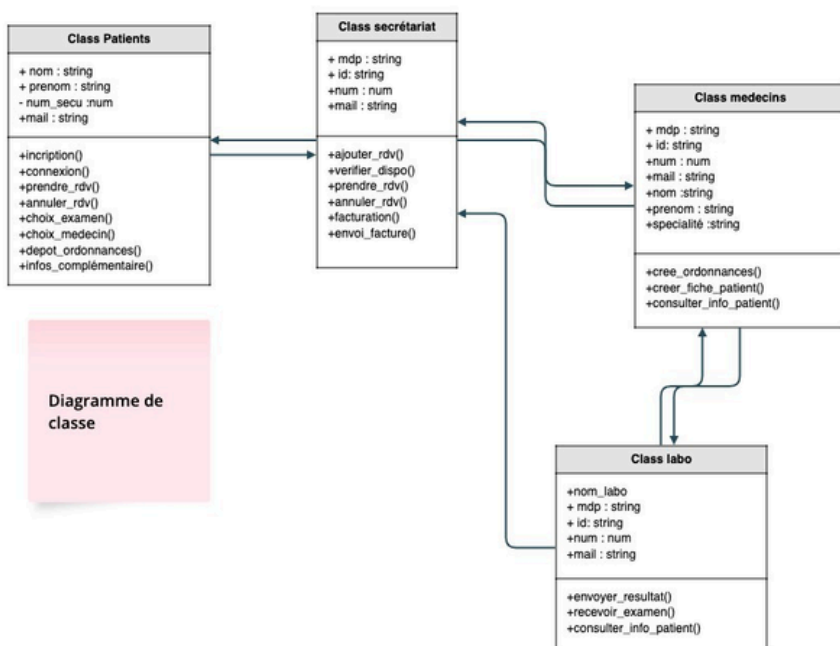 Class Patients
+ nom : string
+ prenom : string
- num_secu :num
+mail : string
+incription()
+connexion()
+prendre_rdv()
+annuler_rdv()
+choix_examen()
+choix_medecin()
+depot_ordonnances()
+infos_complémentaire()
Class secrétariat
+ mdp : string
+ id: string
+num : num
+mail : string
+ajouter_rdv()
+verifier_dispo()
+prendre_rdv()
+annuler_rdv()
+facturation()
+envoi_facture()
Class medecins
+ mdp : string
+ id: string
+num : num
+mail : string
+nom :string
+prenom : string
+specialité :string
+cree_ordonnances()
+creer_fiche_patient()
+consulter_info_patient()
Diagramme de
classe
Class labo
+nom_labo
+ mdp : string
+ id: string
+num : num
+mail : string
+envoyer_resultat()
+recevoir_examen()
+consulter_info_patient()